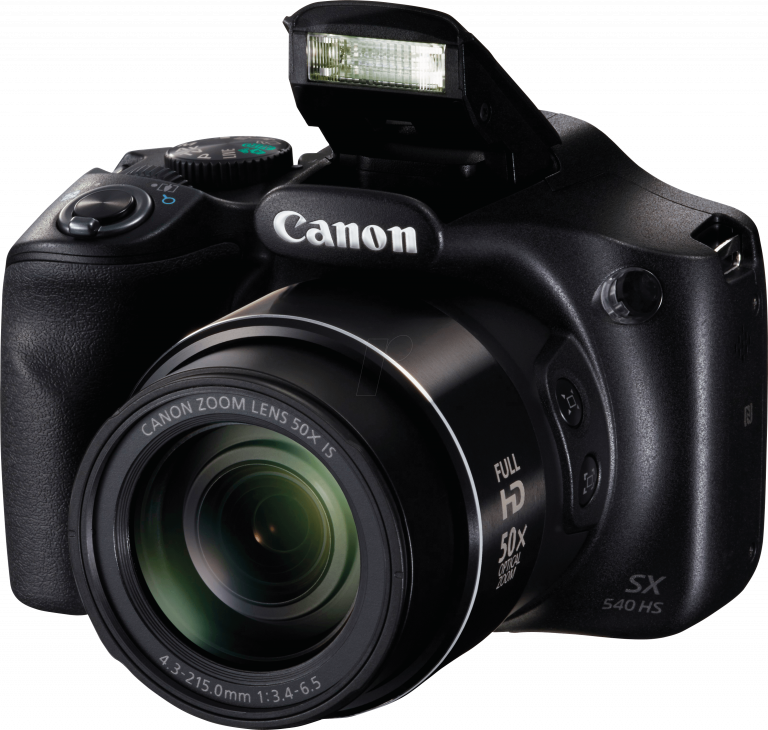 LIVE
P
Canon
CANON ZOOM LENS 50X IS
FULL
HD
50x
OPTICAL
ZOOM
SX
540 HS
4.3-215.0mm 1:3.4-6.5